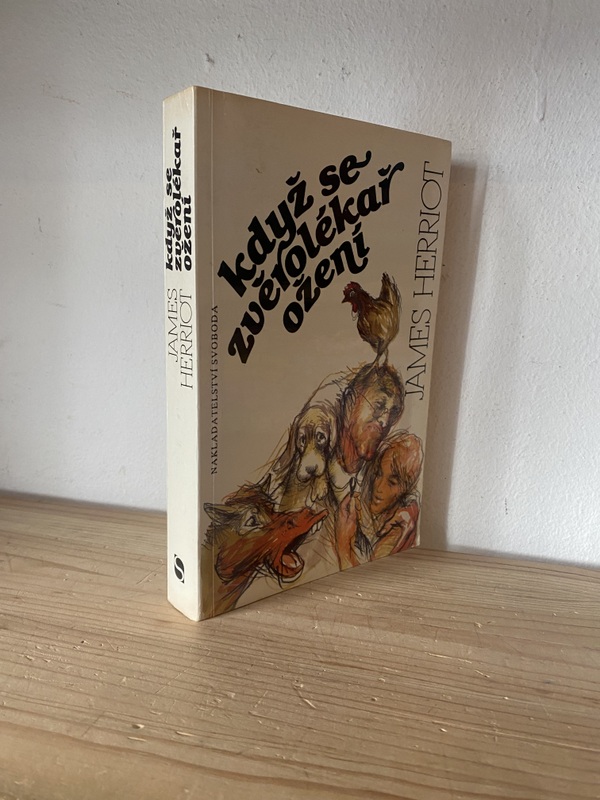 když se
zvěrolékař
ožení
JAMES
HERRIOT
S
když se
zvěrolékař
ožení
JAMES HERRIOT
NAKLADATELSTVÍ SVOBODA